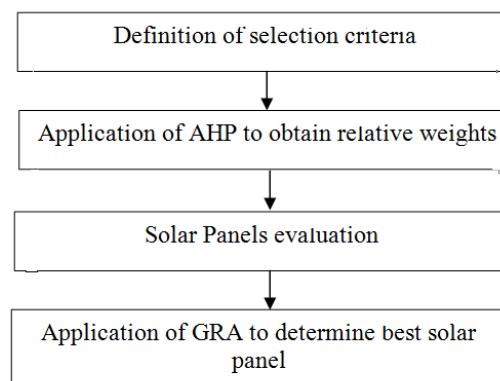 Definition of selection criteria
Application of AHP to obtain relative weights
Solar Panels evaluation
Application of GRA to determine best solar
panel